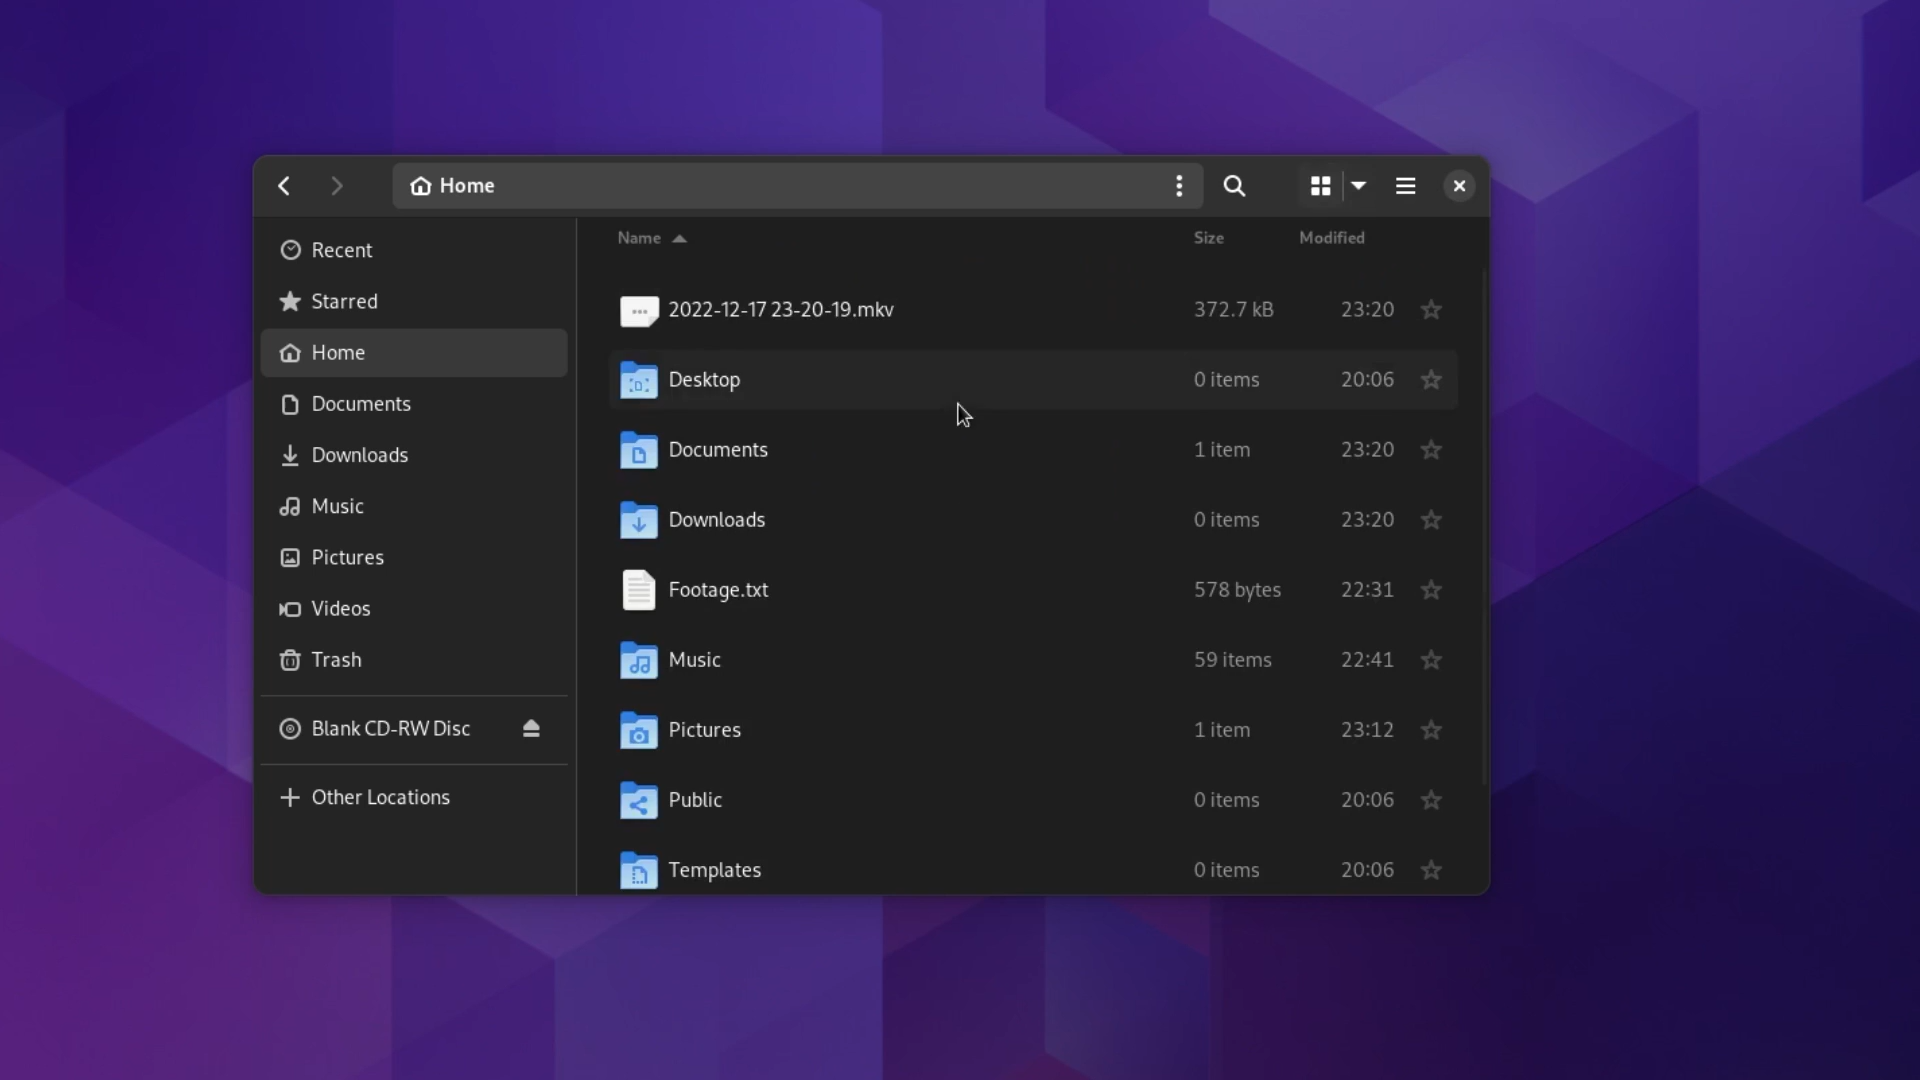 Home
Recent
Starred
Home
Documents
Downloads
Music
Pictures
Videos
Trash
Blank CD-RW Disc
Other Locations
Name Size Modified
2022-12-17 23-20-19.mkv 372.7 kB 23:20
Desktop 0 items 20:06
Documents 1 item 23:20
Downloads 0 items 23:20
Footage.txt 578 bytes 22:31
Music 59 items 22:41
Pictures 1 item 23:12
Public 0 items 20:06
Templates 0 items 20:06